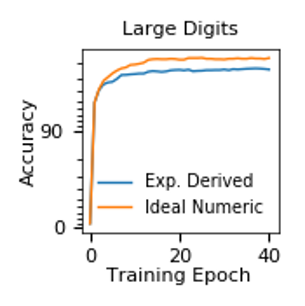 Large Digits
Accuracy
90
0
Exp. Derived
Ideal Numeric
0
20
40
Training Epoch